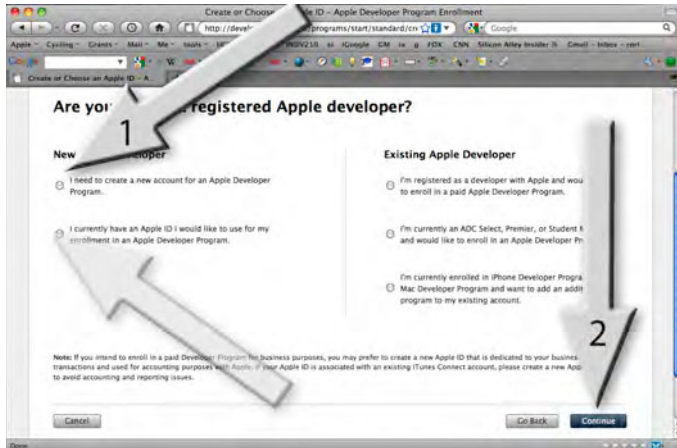 Create or Choose le ID – Apple Developer Program Enrollment
http://develo programs/start/standard/cr
Google
Apple Cycling Grants Mail Me tools iGoogle GM ie g FOX CNN Silicon Alley Insider Gmail – Inbox
Create or Choose an Apple ID – A...
Are you registered Apple developer?
1
New eloper
Existing Apple Developer
I need to create a new account for an Apple Developer
Program.
I'm registered as a developer with Apple and wou
to enroll in a paid Apple Developer Program.
I currently have an Apple ID I would like to use for my
enrollment in an Apple Developer Program.
I'm currently an ADC Select, Premier, or Student M
and would like to enroll in an Apple Developer Pr
I'm currently enrolled in iPhone Developer Progra
Mac Developer Program and want to add an addit
program to my existing account.
2
Note: If you intend to enroll in a paid Developer Program for business purposes, you may prefer to create a new Apple ID that is dedicated to your busines
transactions and used for accounting purposes with Apple. If your Apple ID is associated with an existing iTunes Connect account, please create a new App
to avoid accounting and reporting issues.
Cancel
Go Back
Continue
Done